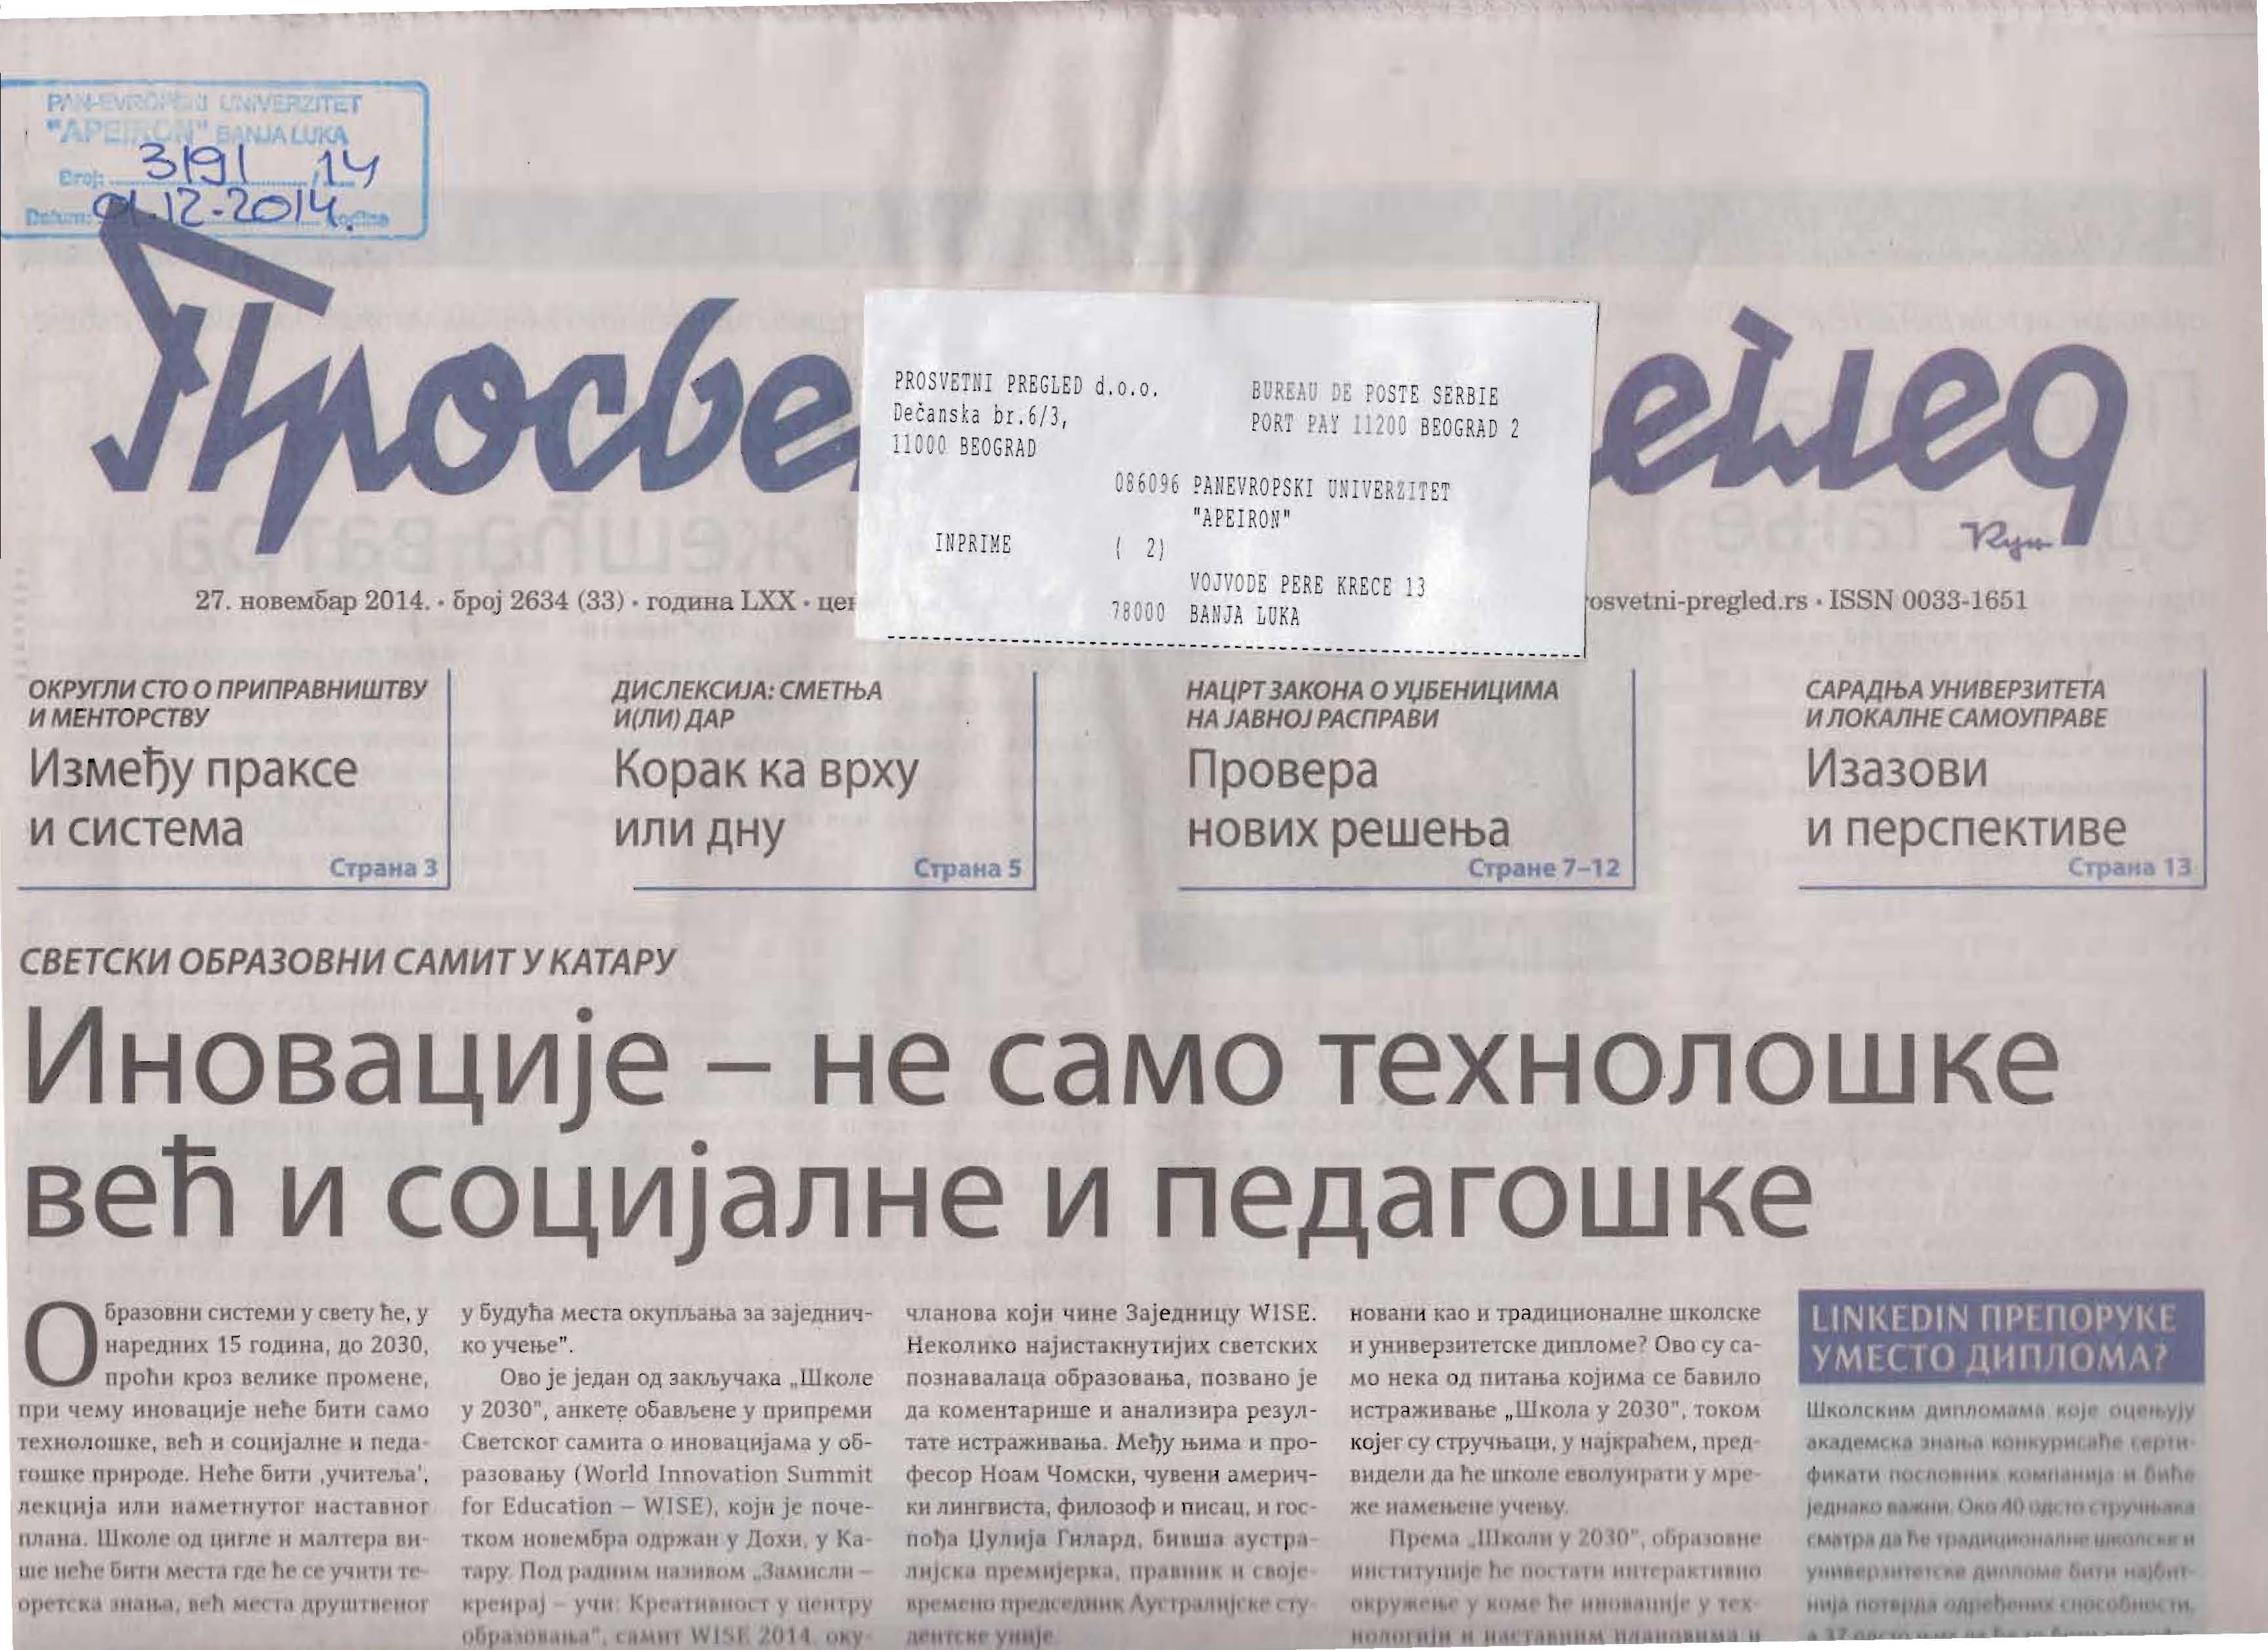 PAN-EVROPSKI UNIVERZITET
"APEIRON" BANJA LUKA
Broj: 3191 / 14
Datum: 01.12.2014. godine
PROSVETNI PREGLED d.o.o.
Dečanska br.6/3,
11000 BEOGRAD
BUREAU DE POSTE SERBIE
PORT PAY 11200 BEOGRAD 2
086096 PANEVROPSKI UNIVERZITET
"APEIRON"
INPRIME ( 2)
VOJVODE PERE KRECE 13
78000 BANJA LUKA
Просве
еглед
27. новембар 2014. · број 2634 (33) · година LXX ·
osvetni-pregled.rs · ISSN 0033-1651
ОКРУГЛИ СТО О ПРИПРАВНИШТВУ
И МЕНТОРСТВУ
Између праксе
и система
Страна 3
ДИСЛЕКСИЈА: СМЕТЊА
И(ЛИ) ДАР
Корак ка врху
или дну
Страна 5
НАЦРТ ЗАКОНА О УЏБЕНИЦИМА
НА ЈАВНОЈ РАСПРАВИ
Провера
нових решења
Стране 7–12
САРАДЊА УНИВЕРЗИТЕТА
И ЛОКАЛНЕ САМОУПРАВЕ
Изазови
и перспективе
Страна 13
СВЕТСКИ ОБРАЗОВНИ САМИТ У КАТАРУ
Иновације – не само технолошке
већ и социјалне и педагошке
Образовни системи у свету ће, у
наредних 15 година, до 2030,
проћи кроз велике промене,
при чему иновације неће бити само
технолошке, већ и социјалне и педа-
гошке природе. Неће бити ‚учитеља',
лекција или наметнутог наставног
плана. Школе од цигле и малтера ви-
ше неће бити места где ће се учити те-
оретска знања, већ места друштвеног
у будућа места окупљања за заједнич-
ко учење".
Ово је један од закључака „Школе
у 2030", анкете обављене у припреми
Светског самита о иновацијама у об-
разовању (World Innovation Summit
for Education – WISE), који је поче-
тком новембра одржан у Дохи, у Ка-
тару. Под радним називом „Замисли –
креирај – учи: Креативност у центру
образовања", самит WISE 2014. оку-
чланова који чине Заједницу WISE.
Неколико најистакнутијих светских
познавалаца образовања, позвано је
да коментарише и анализира резул-
тате истраживања. Међу њима и про-
фесор Ноам Чомски, чувени америч-
ки лингвиста, филозоф и писац, и гос-
пођа Џулија Гилард, бивша аустра-
лијска премијерка, правник и своје-
времено председник Аустралијске сту-
дентске уније.
новани као и традиционалне школске
и универзитетске дипломе? Ово су са-
мо нека од питања којима се бавило
истраживање „Школа у 2030", током
којег су стручњаци, у најкраћем, пред-
видели да ће школе еволуирати у мре-
же намењене учењу.
Према „Школи у 2030", образовне
институције ће постати интерактивно
окружење у коме ће иновације у тех-
нологији и наставним плановима и
LINKEDIN ПРЕПОРУКЕ
УМЕСТО ДИПЛОМА?
Школским дипломама које оцењују
академска знања конкурисаће серти-
фикати пословних компанија и биће
једнако важни. Око 40 одсто стручњака
сматра да ће традиционалне школске и
универзитетске дипломе бити најбит-
нија потврда одређених способности,